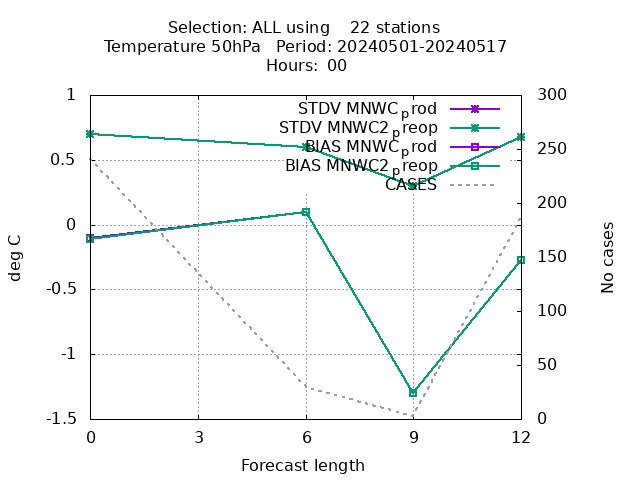 Selection: ALL using 22 stations
Temperature 50hPa Period: 20240501-20240517
Hours: 00
STDV MNWC_prod
STDV MNWC2_preop
BIAS MNWC_prod
BIAS MNWC2_preop
CASES
deg C
1
0.5
0
-0.5
-1
-1.5
300
250
200
150
100
50
0
No cases
0 3 6 9 12
Forecast length